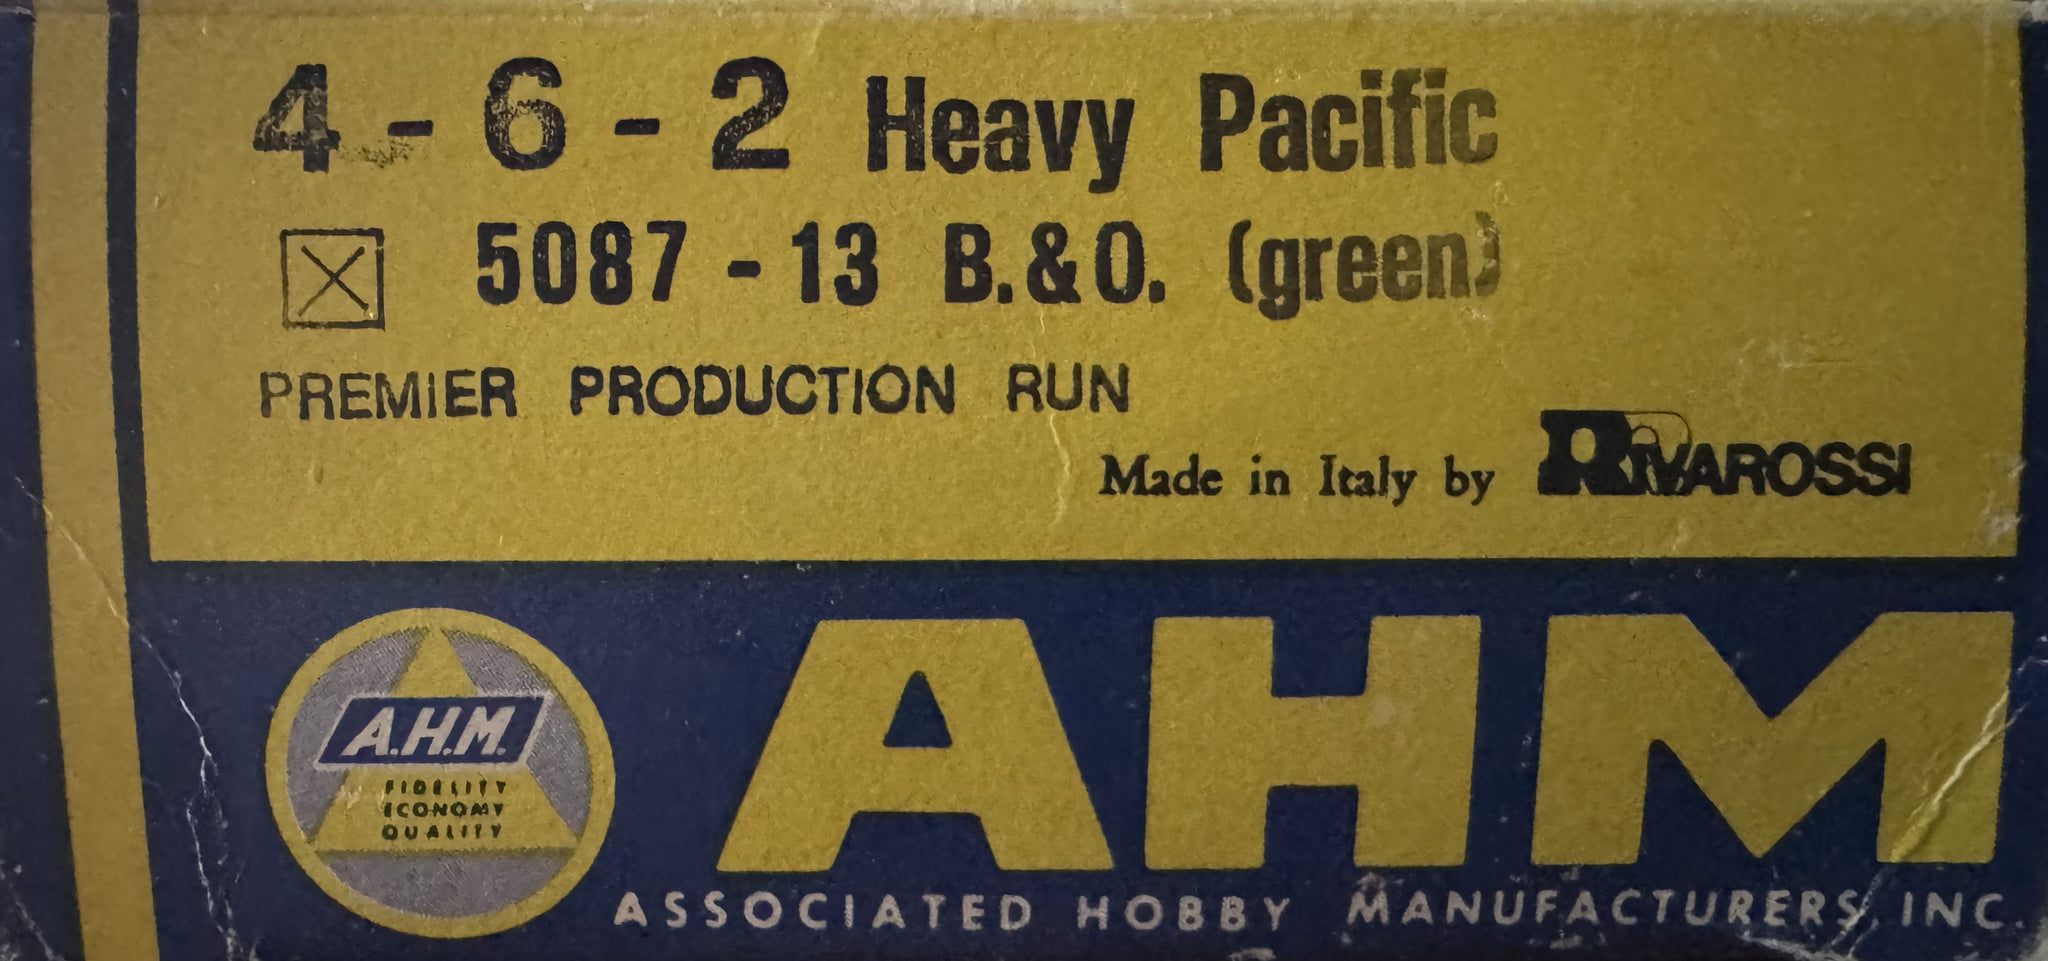 4-6-2 Heavy Pacific
5087-13 B.&O. (green)
PREMIER PRODUCTION RUN
Made in Italy by RIVAROSSI
A.H.M.
FIDELITY
ECONOMY
QUALITY
AHM
ASSOCIATED HOBBY MANUFACTURERS, INC.